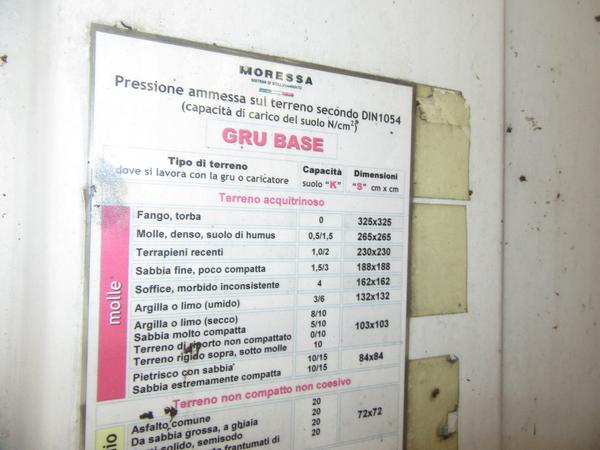 MORESSA
Pressione ammessa sul terreno secondo DIN1054
(capacità di carico del suolo N/cm²)
GRU BASE
Tipo di terreno Capacità Dimensioni
dove si lavora con la gru o caricatore suolo "K" "S" cm x cm
Terreno acquitrinoso
molle
Fango, torba 0 325x325
Molle, denso, suolo di humus 0,5/1,5 265x265
Terrapieni recenti 1,0/2 230x230
Sabbia fine, poco compatta 1,5/3 188x188
Soffice, morbido inconsistente 4 162x162
Argilla o limo (umido) 3/6 132x132
Argilla o limo (secco) 8/10
Sabbia molto compatta 5/10 103x103
Terreno di riporto non compattato 0/10
Terreno rigido sopra, sotto molle 10
Pietrisco con sabbia 10/15 84x84
Sabbia estremamente compatta 10/15
Terreno non compatto non coesivo
Asfalto comune 20
Da sabbia grossa, a ghiaia 20 72x72
solido, semisodo 20
frantumati di